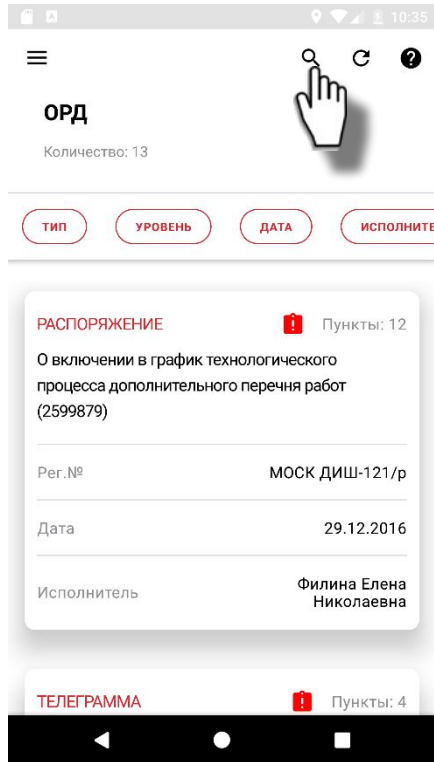 10:35
ОРД
Количество: 13
ТИП
УРОВЕНЬ
ДАТА
ИСПОЛНИТЕ
РАСПОРЯЖЕНИЕ
Пункты: 12
О включении в график технологического
процесса дополнительного перечня работ
(2599879)
Рег.№
МОСК ДИШ-121/р
Дата
29.12.2016
Исполнитель
Филина Елена
Николаевна
ТЕЛЕГРАММА
Пункты: 4